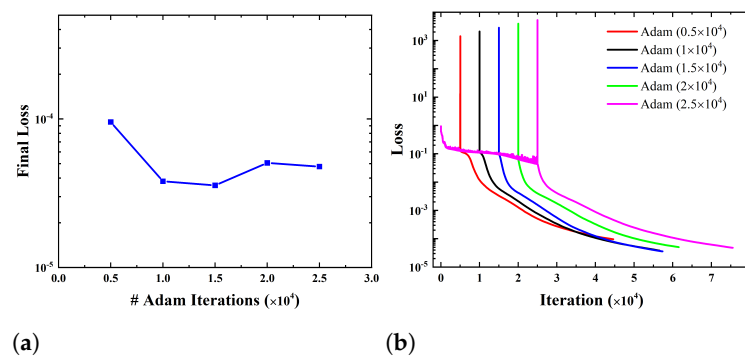 10⁻⁴
10⁻⁵
Final Loss
0.0 0.5 1.0 1.5 2.0 2.5 3.0
# Adam Iterations (×10⁴)
(a)
10³
10¹
10⁻¹
10⁻³
10⁻⁵
Loss
Adam (0.5×10⁴)
Adam (1×10⁴)
Adam (1.5×10⁴)
Adam (2×10⁴)
Adam (2.5×10⁴)
0 1 2 3 4 5 6 7
Iteration (×10⁴)
(b)